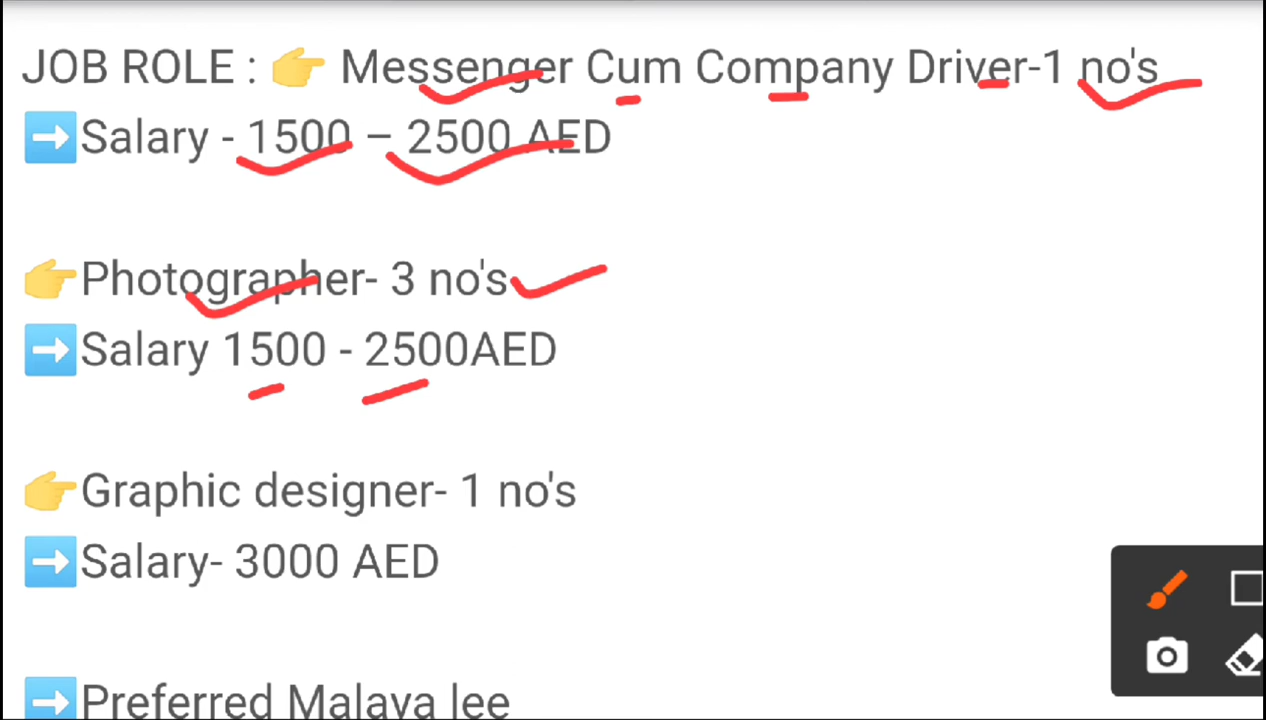 JOB ROLE : 👉 Messenger Cum Company Driver-1 no's
➡️Salary - 1500 – 2500 AED
👉Photographer- 3 no's
➡️Salary 1500 - 2500AED
👉Graphic designer- 1 no's
➡️Salary- 3000 AED
➡️Preferred Malaya lee